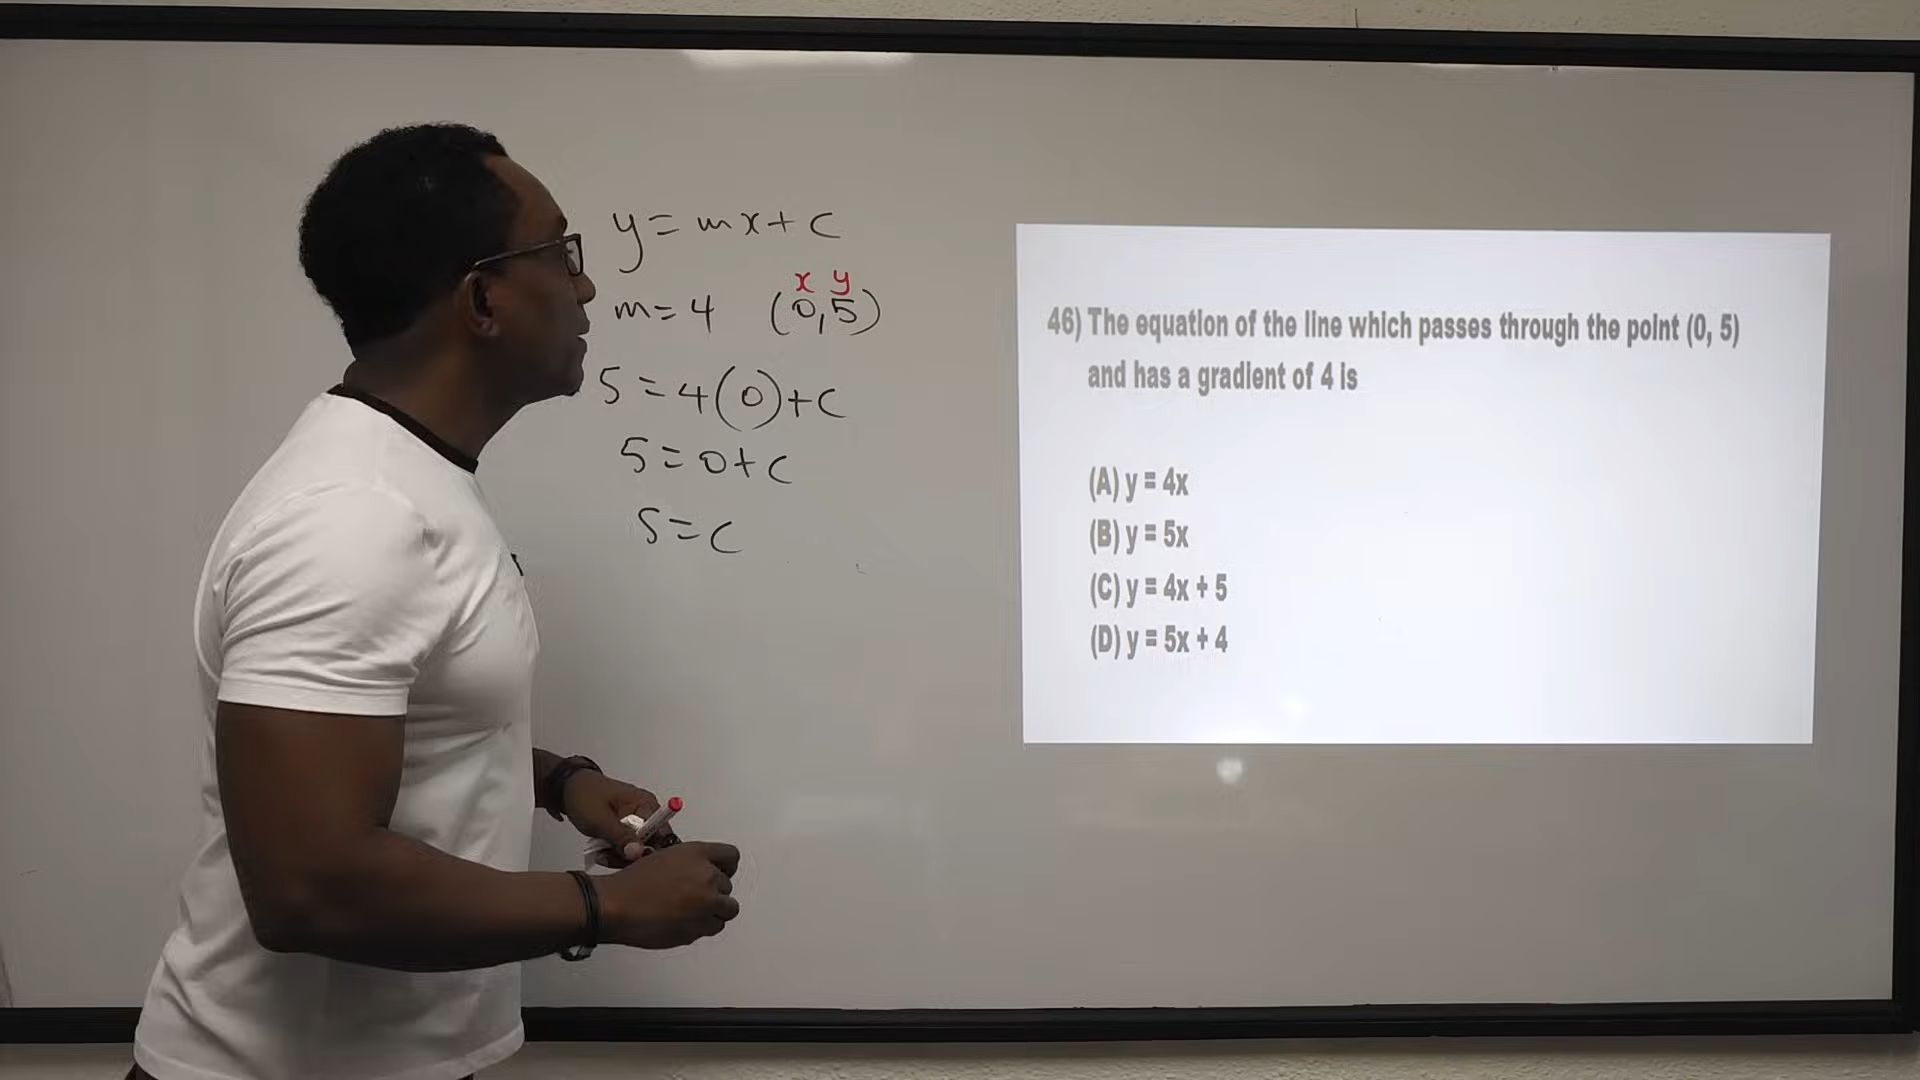 y = mx + c
x y
m = 4 (0,5)
5 = 4(0) + c
5 = 0 + c
5 = c
46) The equation of the line which passes through the point (0, 5)
and has a gradient of 4 is
(A) y = 4x
(B) y = 5x
(C) y = 4x + 5
(D) y = 5x + 4